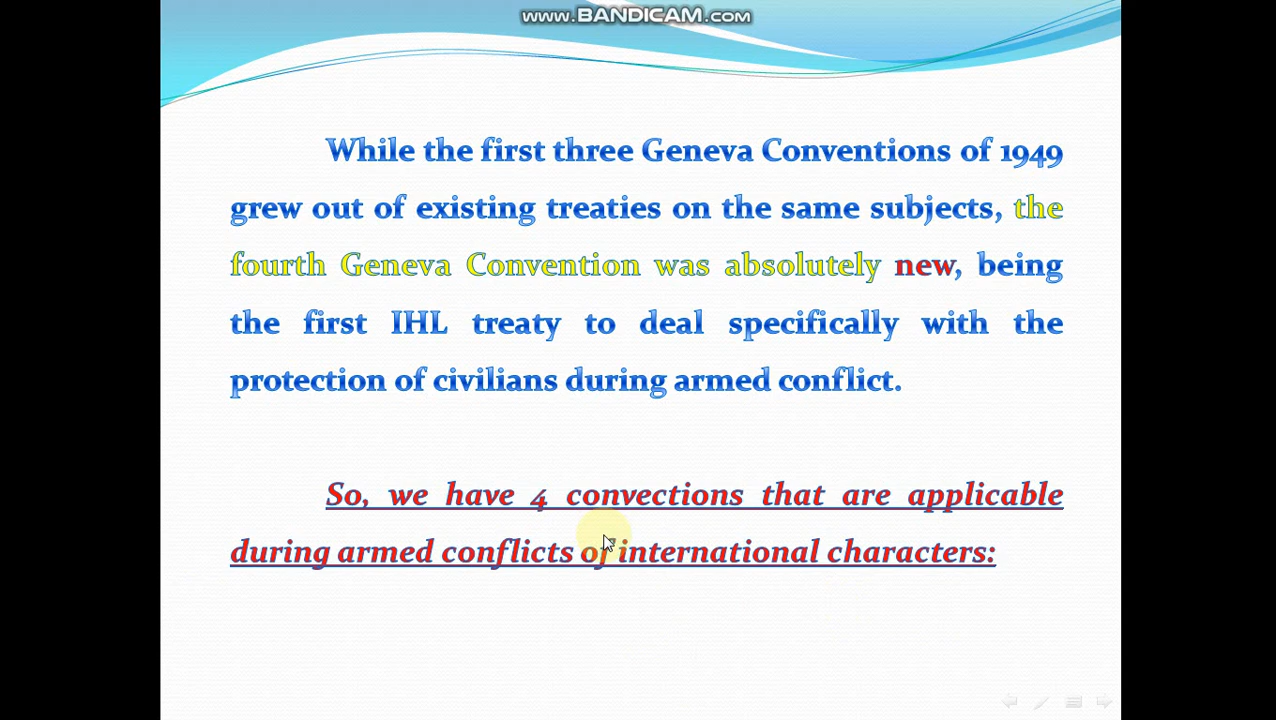 www.BANDICAM.com
While the first three Geneva Conventions of 1949
grew out of existing treaties on the same subjects, the
fourth Geneva Convention was absolutely new, being
the first IHL treaty to deal specifically with the
protection of civilians during armed conflict.
So, we have 4 convections that are applicable
during armed conflicts of international characters: